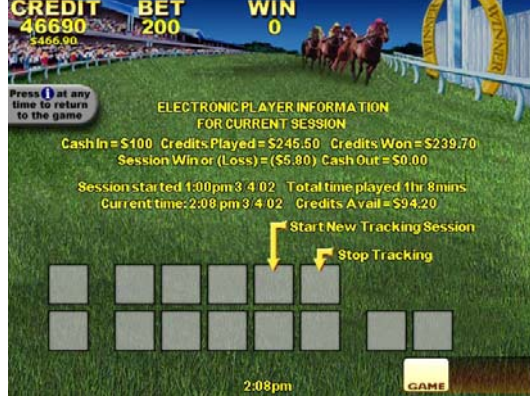 CREDIT BET WIN
46690 200 0
$466.90
WINNER
Press i at any
time to return
to the game
ELECTRONIC PLAYER INFORMATION
FOR CURRENT SESSION
Cash In = $100 Credits Played = $245.50 Credits Won = $239.70
Session Win or (Loss) = ($5.80) Cash Out = $0.00
Session started 1:00pm 3/4/02 Total time played 1hr 8mins
Current time: 2:08 pm 3/4/02 Credits Avail = $94.20
Start New Tracking Session
Stop Tracking
2:08pm
GAME